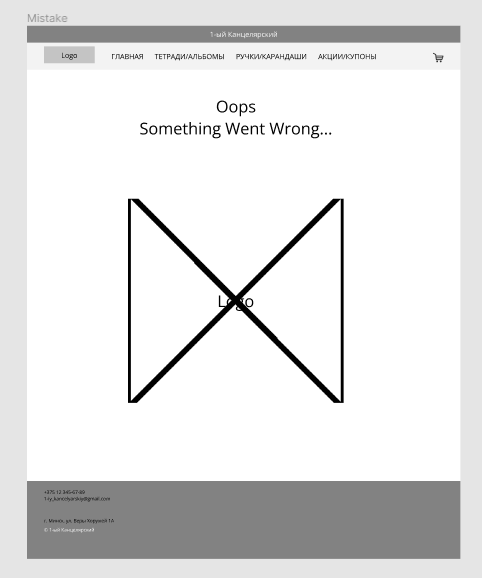 Mistake
1-ый Канцелярский
Logo
ГЛАВНАЯ ТЕТРАДИ/АЛЬБОМЫ РУЧКИ/КАРАНДАШИ АКЦИИ/КУПОНЫ
Oops
Something Went Wrong...
Logo
+375 12 345-67-89
1-iy_kancelsarskiy@gmail.com
г. Минск, ул. Веры Хоружей 1А
© 1-ый Канцелярский